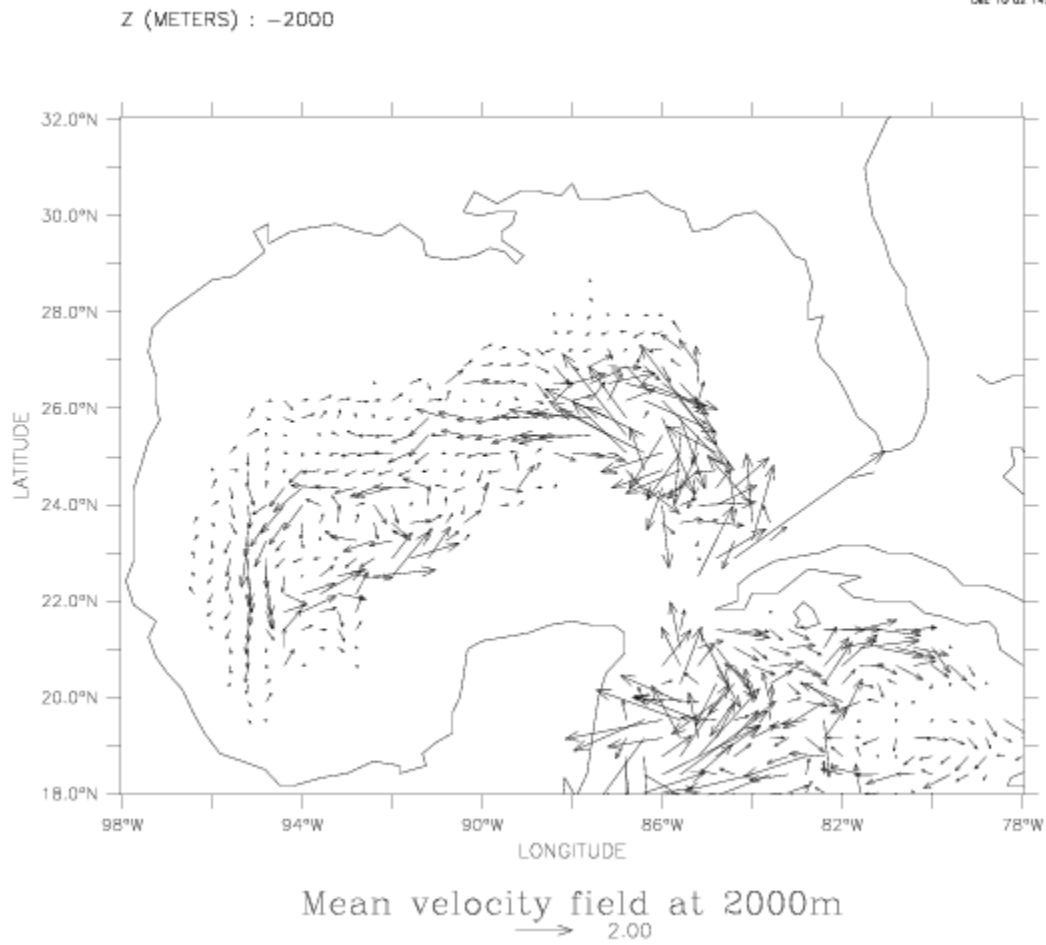 Z (METERS) : -2000
32.0°N
30.0°N
28.0°N
26.0°N
24.0°N
22.0°N
20.0°N
18.0°N
LATITUDE
98°W 94°W 90°W 86°W 82°W 78°W
LONGITUDE
Mean velocity field at 2000m
2.00